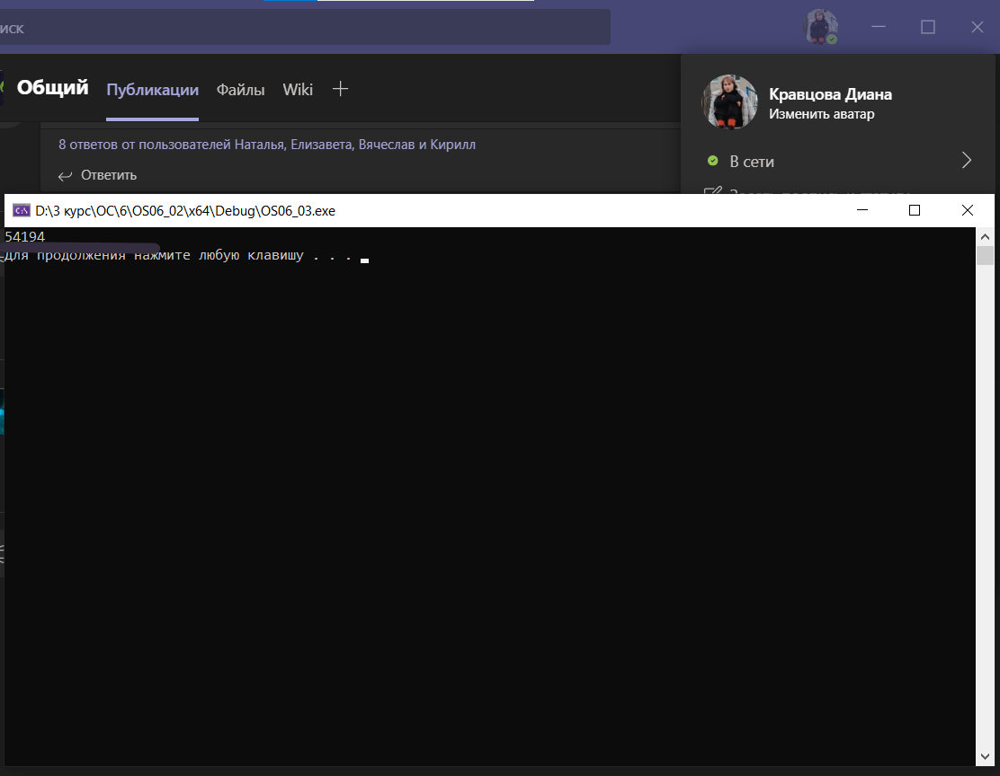 иск
Общий Публикации Файлы Wiki
Кравцова Диана
Изменить аватар
8 ответов от пользователей Наталья, Елизавета, Вячеслав и Кирилл
В сети
Ответить
D:\3 курс\ОС\6\OS06_02\x64\Debug\OS06_03.exe
54194
Для продолжения нажмите любую клавишу . . .